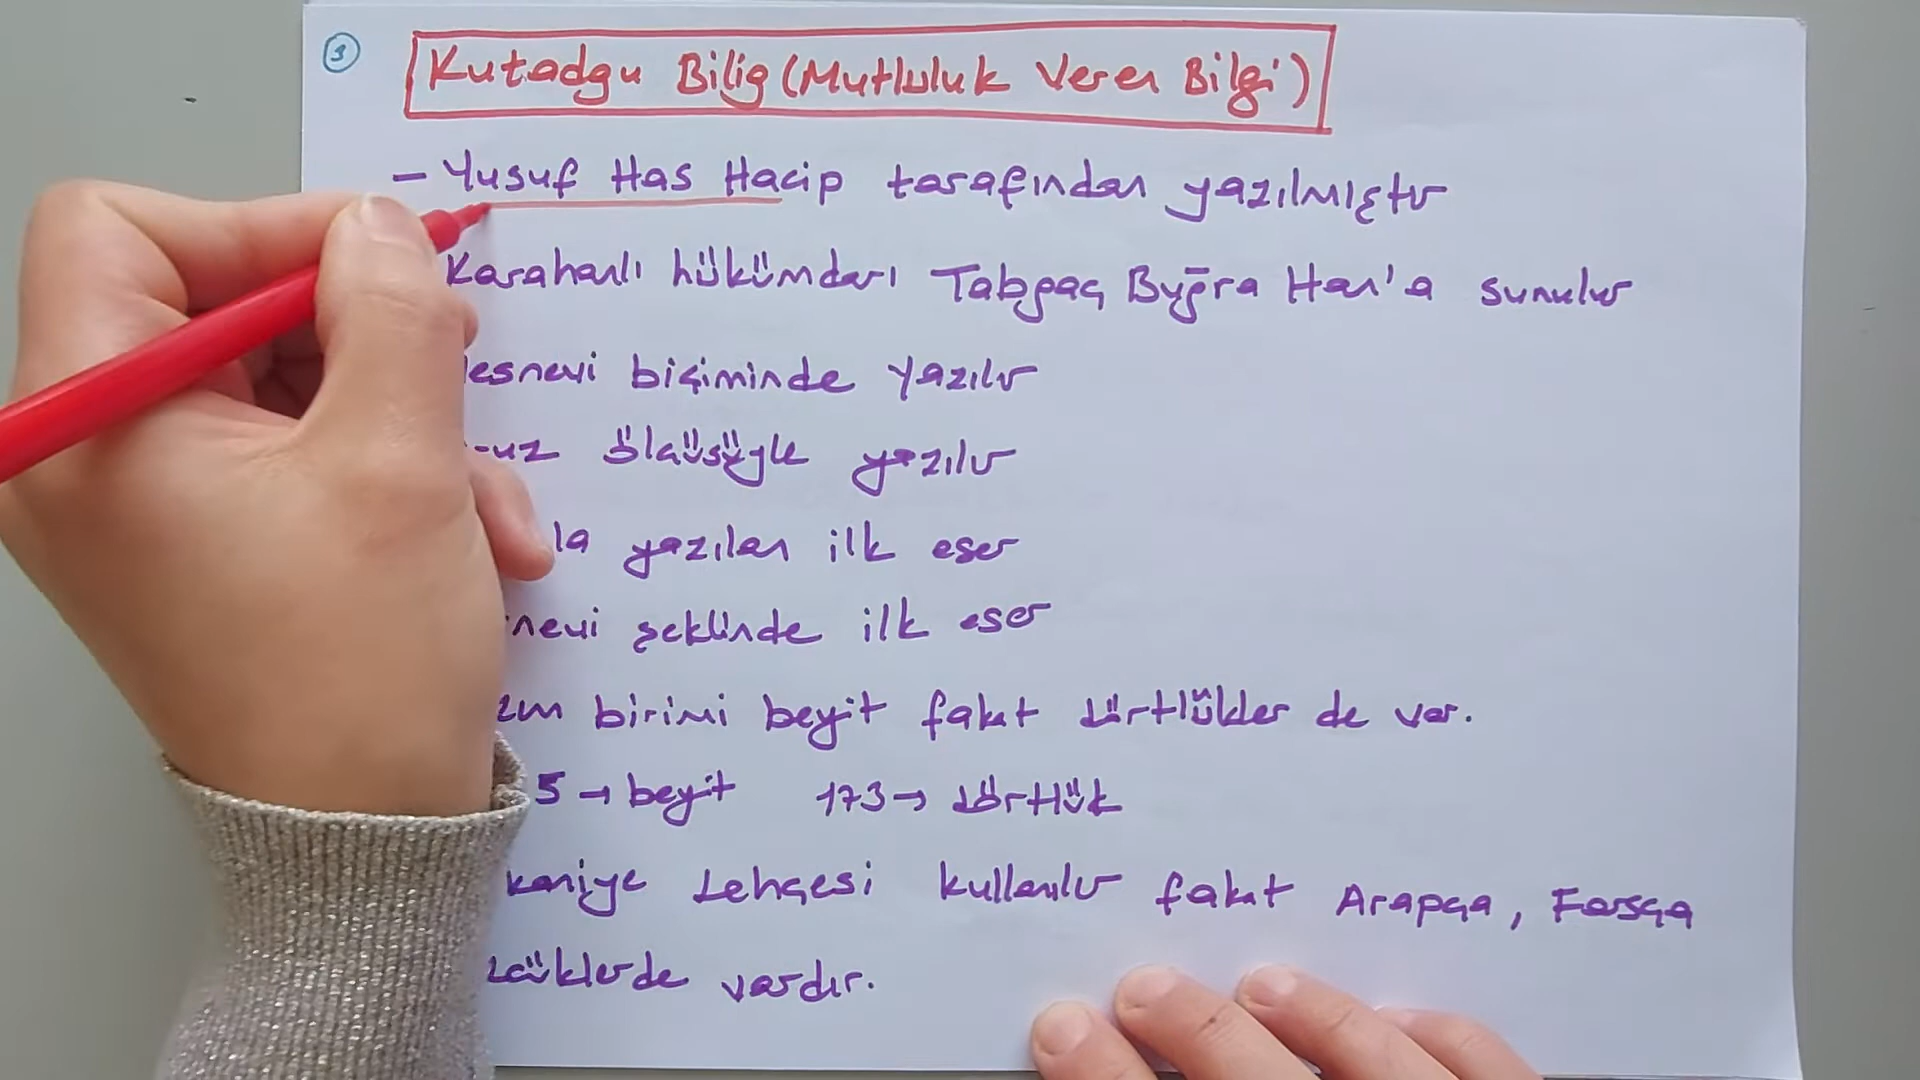 3
Kutadgu Bilig (Mutluluk Veren Bilgi)
- Yusuf Has Hacip tarafından yazılmıştır
Karahanlı hükümdarı Tabgaç Buğra Han'a sunulur
esnevi biçiminde yazılır
uz ölçüsüyle yazılır
la yazılan ilk eser
nevi şeklinde ilk eser
zım birimi beyit fakat dörtlükler de var.
5 → beyit 173 → dörtlük
kaniye Lehçesi kullanılır fakat Arapça, Farsça
zcüklerde vardır.